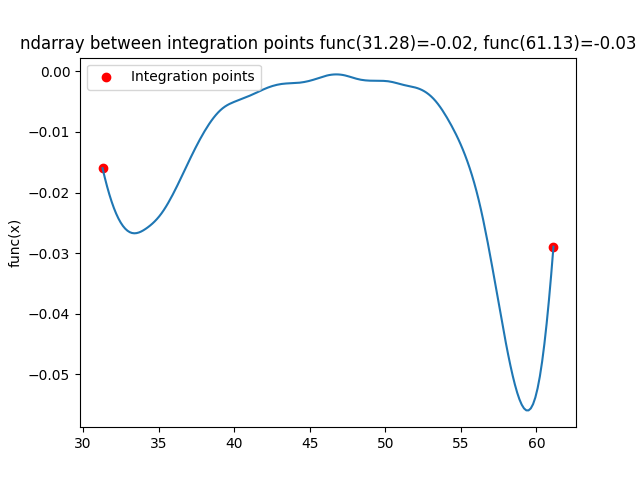 ndarray between integration points func(31.28)=-0.02, func(61.13)=-0.03
Integration points
func(x)
0.00
−0.01
−0.02
−0.03
−0.04
−0.05
30 35 40 45 50 55 60